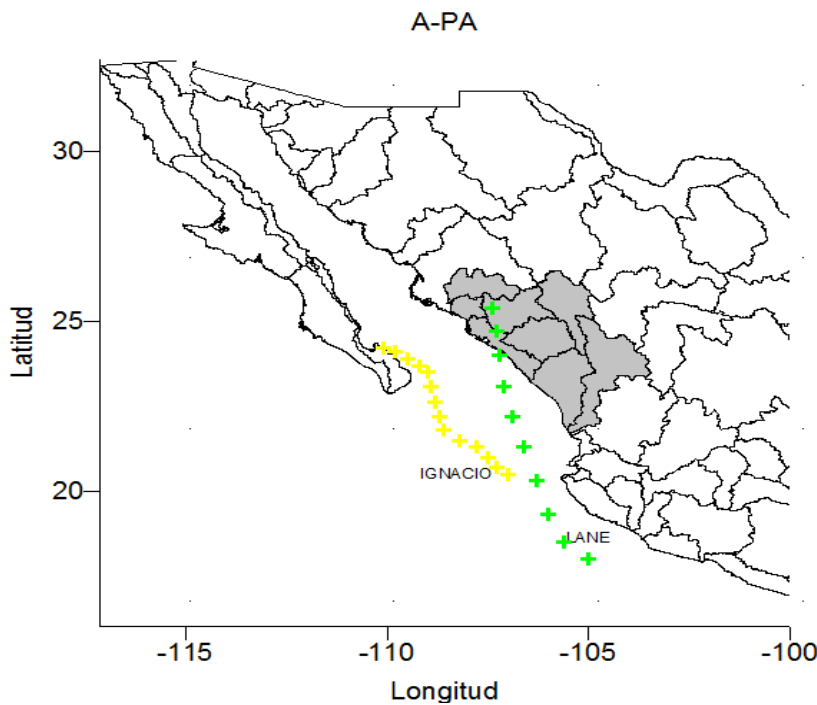 A-PA
30
25
20
Latitud
IGNACIO
LANE
-115
-110
-105
-100
Longitud